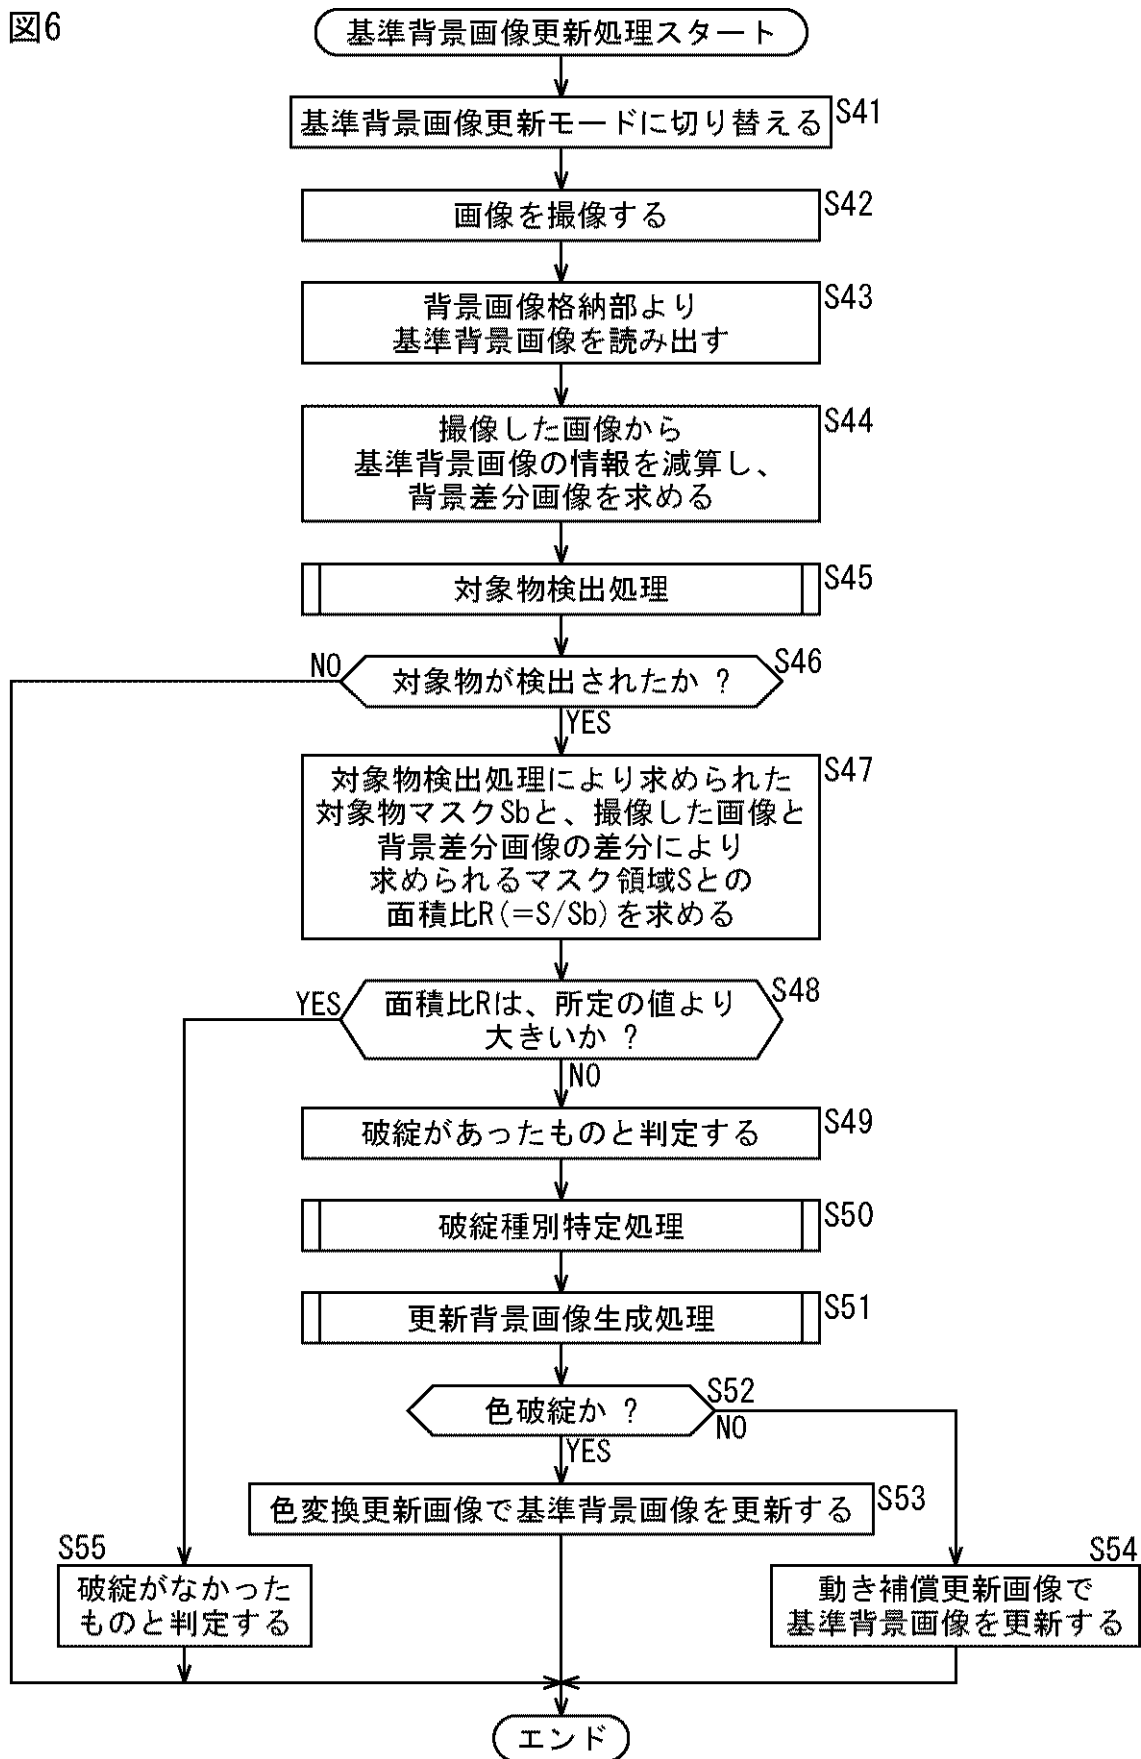 図6
基準背景画像更新処理スタート
基準背景画像更新モードに切り替える
S41
画像を撮像する
S42
背景画像格納部より
基準背景画像を読み出す
S43
撮像した画像から
基準背景画像の情報を減算し、
背景差分画像を求める
S44
対象物検出処理
S45
対象物が検出されたか ?
S46
NO
YES
対象物検出処理により求められた
対象物マスクSbと、撮像した画像と
背景差分画像の差分により
求められるマスク領域Sとの
面積比R(=S/Sb)を求める
S47
面積比Rは、所定の値より
大きいか ?
S48
YES
NO
破綻があったものと判定する
S49
破綻種別特定処理
S50
更新背景画像生成処理
S51
色破綻か ?
S52
NO
YES
色変換更新画像で基準背景画像を更新する
S53
S55
破綻がなかった
ものと判定する
S54
動き補償更新画像で
基準背景画像を更新する
エンド